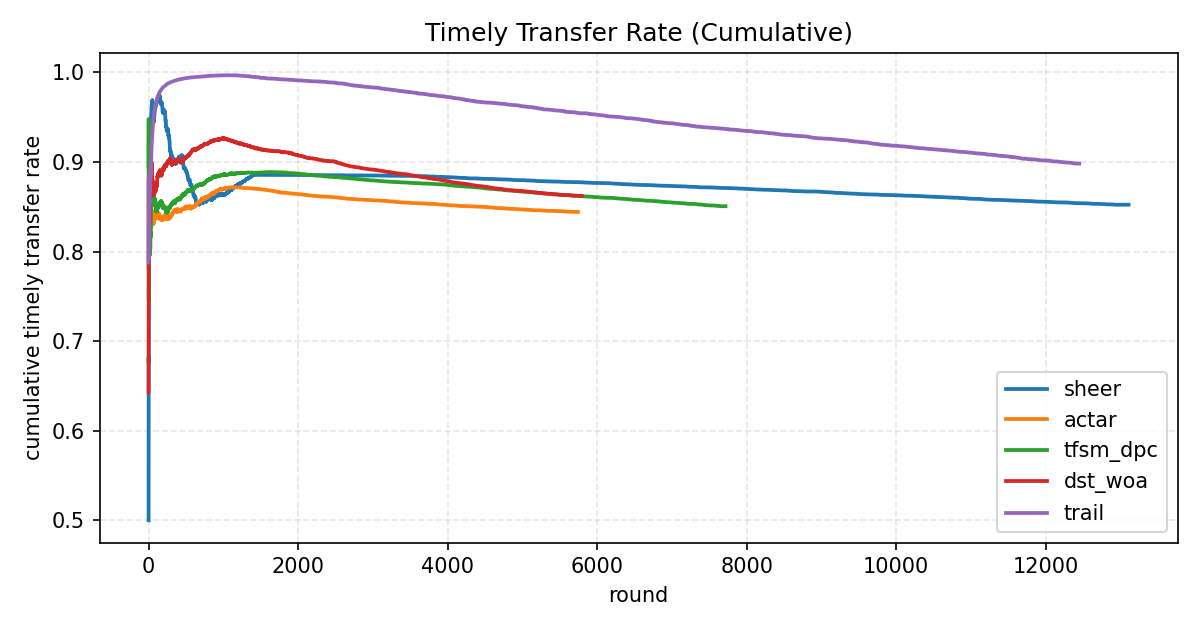 Timely Transfer Rate (Cumulative)
cumulative timely transfer rate
1.0
0.9
0.8
0.7
0.6
0.5
0
2000
4000
6000
8000
10000
12000
round
sheer
actar
tfsm_dpc
dst_woa
trail